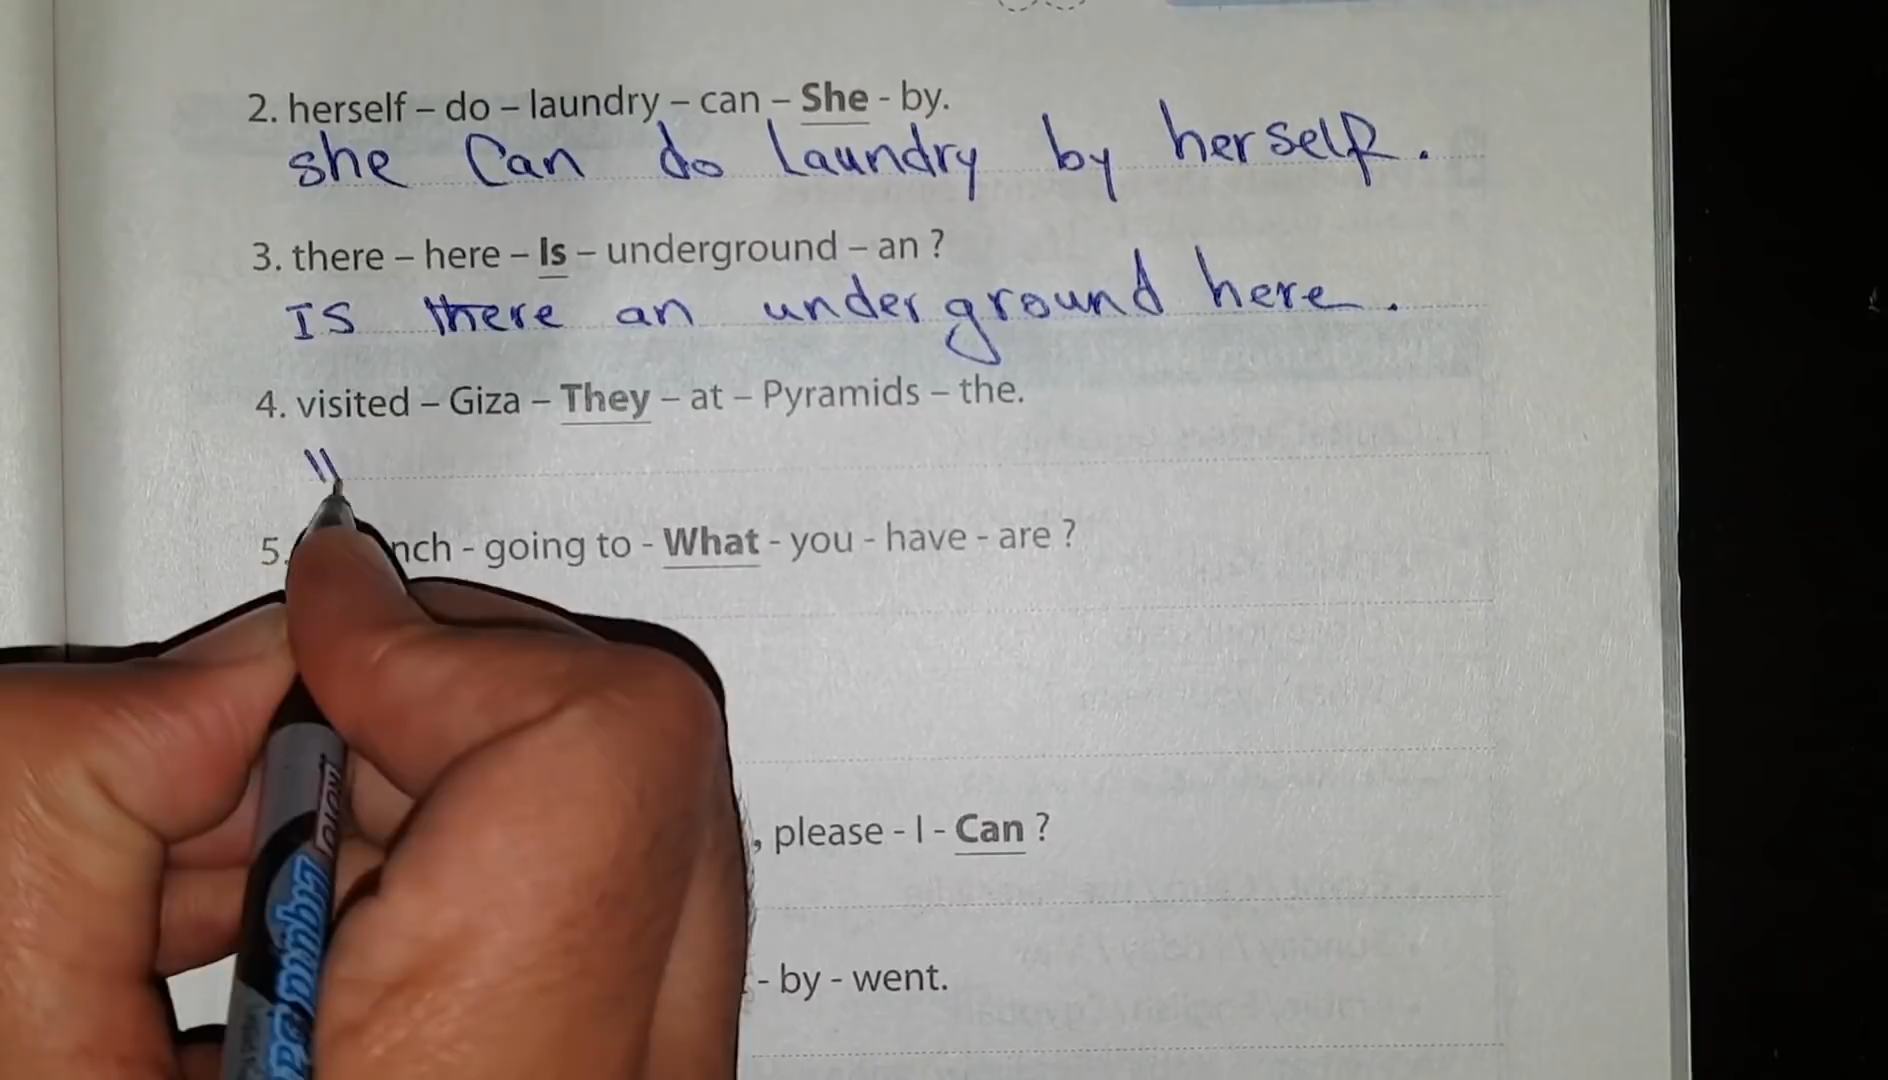 2. herself – do – laundry – can – She - by.
she Can do Laundry by herself.
3. there – here – Is – underground – an ?
Is there an underground here.
4. visited – Giza – They – at – Pyramids – the.
5. - going to - What - you - have - are ?
, please - I - Can ?
- by - went.